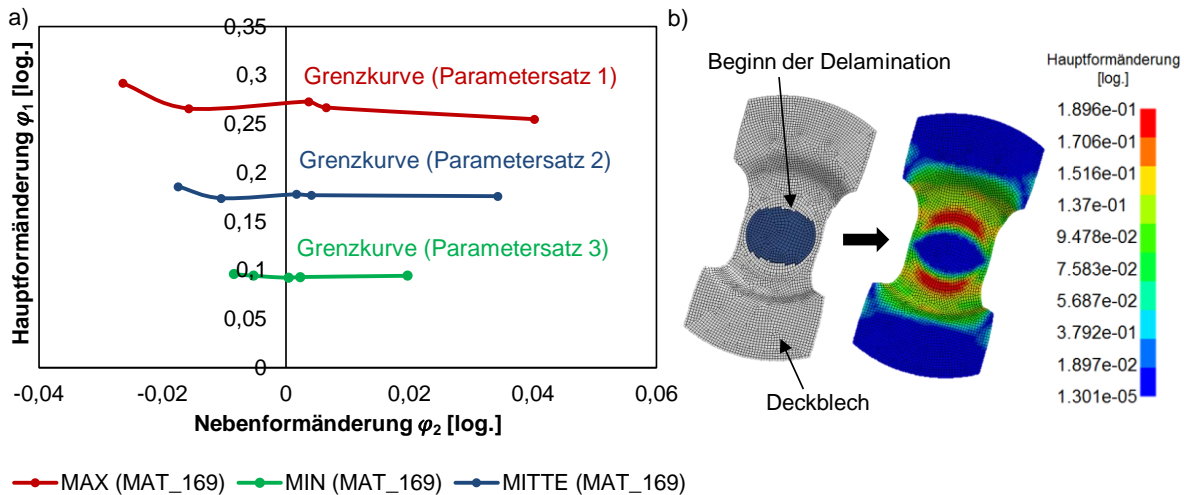 a)
Hauptformänderung φ1 [log.]
0,35
0,3
0,25
0,2
0,15
0,1
0,05
0
-0,04
-0,02
0
0,02
0,04
0,06
Nebenformänderung φ2 [log.]
Grenzkurve (Parametersatz 1)
Grenzkurve (Parametersatz 2)
Grenzkurve (Parametersatz 3)
MAX (MAT_169)
MIN (MAT_169)
MITTE (MAT_169)
b)
Beginn der Delamination
Deckblech
Hauptformänderung
[log.]
1.896e-01
1.706e-01
1.516e-01
1.37e-01
9.478e-02
7.583e-02
5.687e-02
3.792e-01
1.897e-02
1.301e-05